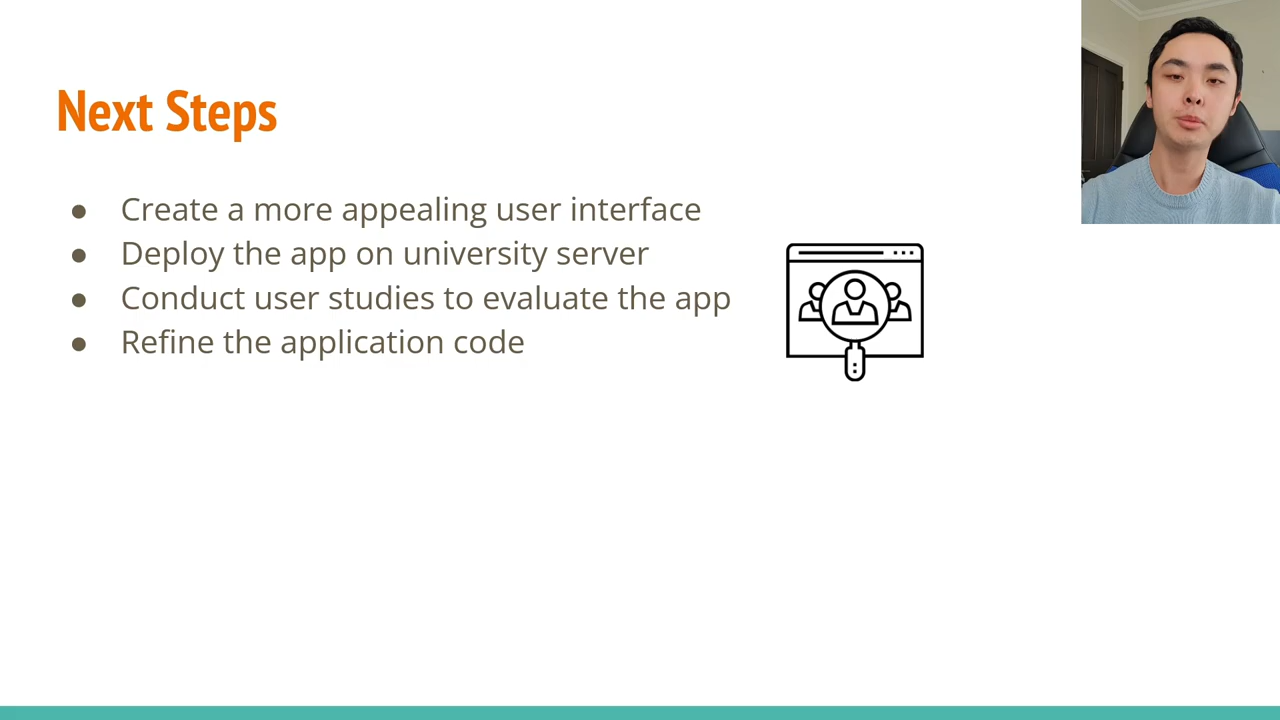 Next Steps
● Create a more appealing user interface
● Deploy the app on university server
● Conduct user studies to evaluate the app
● Refine the application code